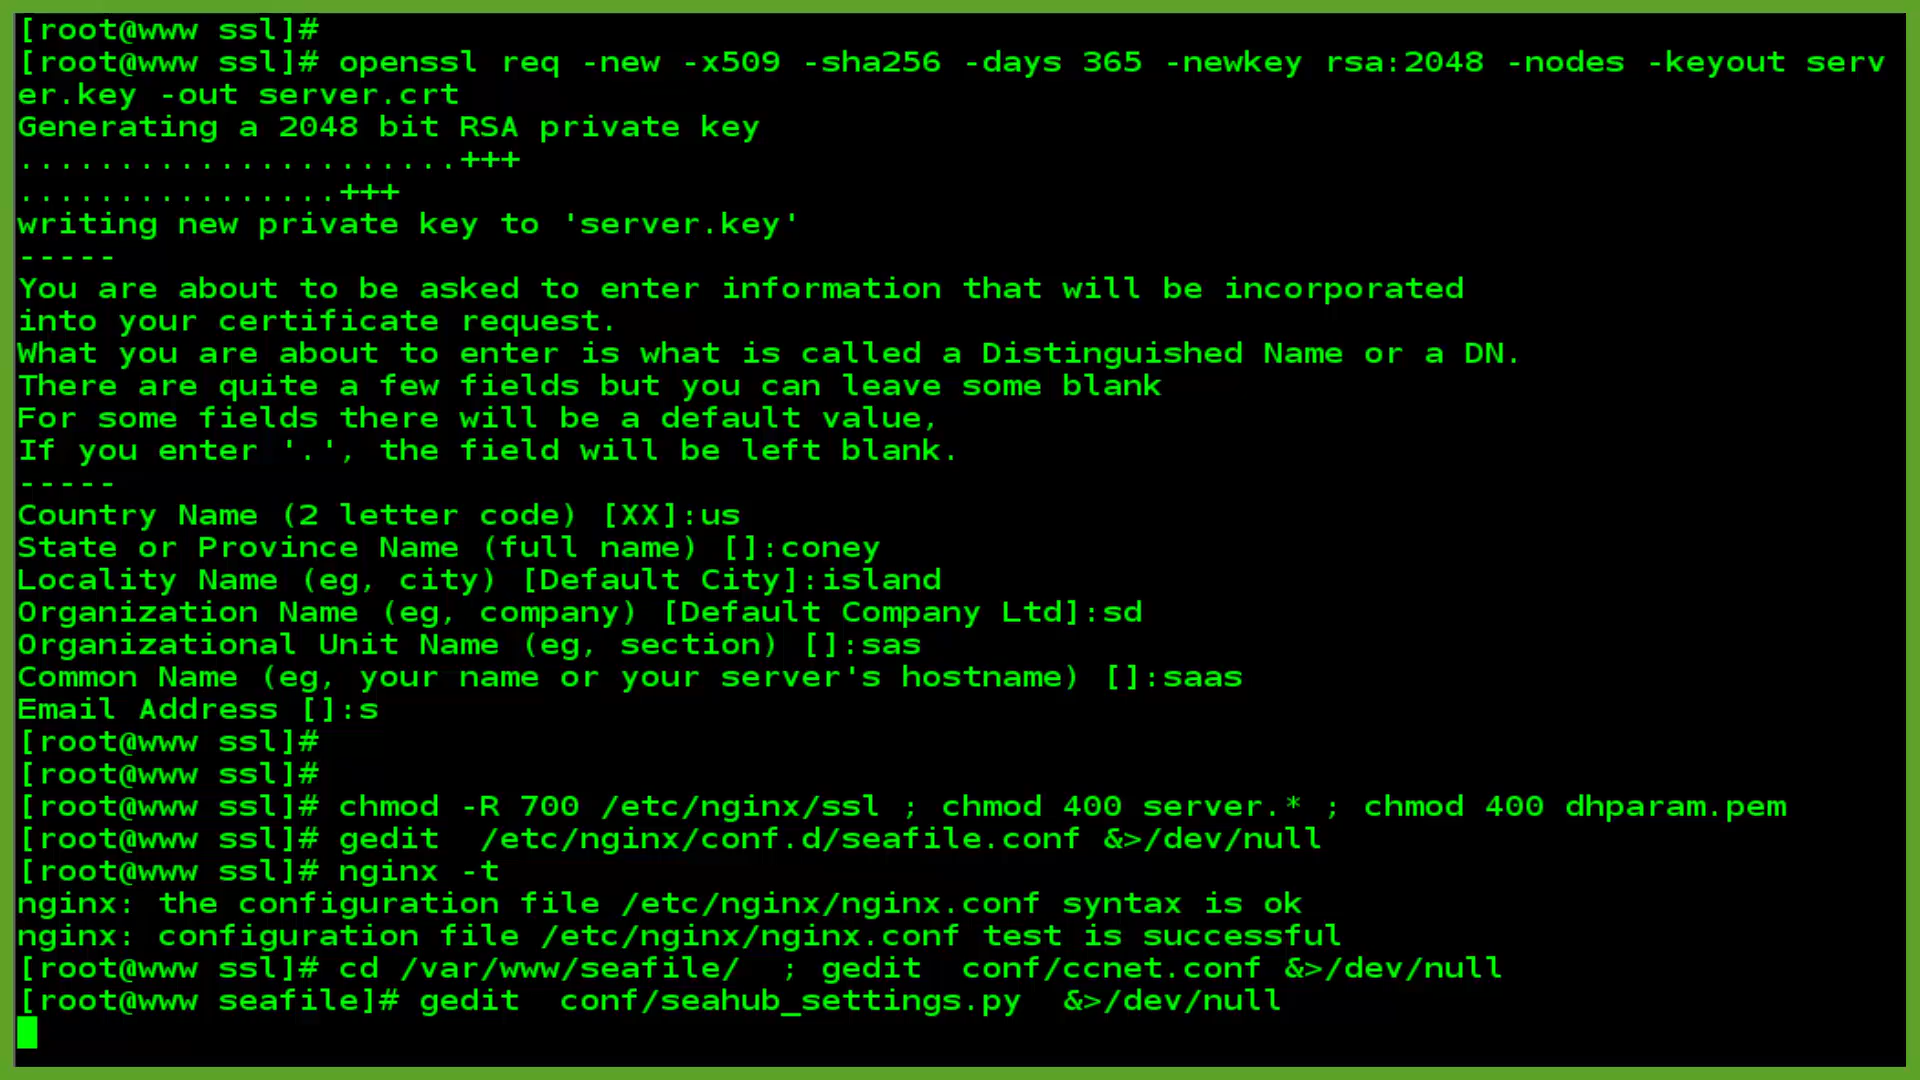 [root@www ssl]#
[root@www ssl]# openssl req -new -x509 -sha256 -days 365 -newkey rsa:2048 -nodes -keyout serv
er.key -out server.crt
Generating a 2048 bit RSA private key
......................+++
................+++
writing new private key to 'server.key'
-----
You are about to be asked to enter information that will be incorporated
into your certificate request.
What you are about to enter is what is called a Distinguished Name or a DN.
There are quite a few fields but you can leave some blank
For some fields there will be a default value,
If you enter '.', the field will be left blank.
-----
Country Name (2 letter code) [XX]:us
State or Province Name (full name) []:coney
Locality Name (eg, city) [Default City]:island
Organization Name (eg, company) [Default Company Ltd]:sd
Organizational Unit Name (eg, section) []:sas
Common Name (eg, your name or your server's hostname) []:saas
Email Address []:s
[root@www ssl]#
[root@www ssl]#
[root@www ssl]# chmod -R 700 /etc/nginx/ssl ; chmod 400 server.* ; chmod 400 dhparam.pem
[root@www ssl]# gedit  /etc/nginx/conf.d/seafile.conf &>/dev/null
[root@www ssl]# nginx -t
nginx: the configuration file /etc/nginx/nginx.conf syntax is ok
nginx: configuration file /etc/nginx/nginx.conf test is successful
[root@www ssl]# cd /var/www/seafile/  ; gedit  conf/ccnet.conf &>/dev/null
[root@www seafile]# gedit  conf/seahub_settings.py  &>/dev/null